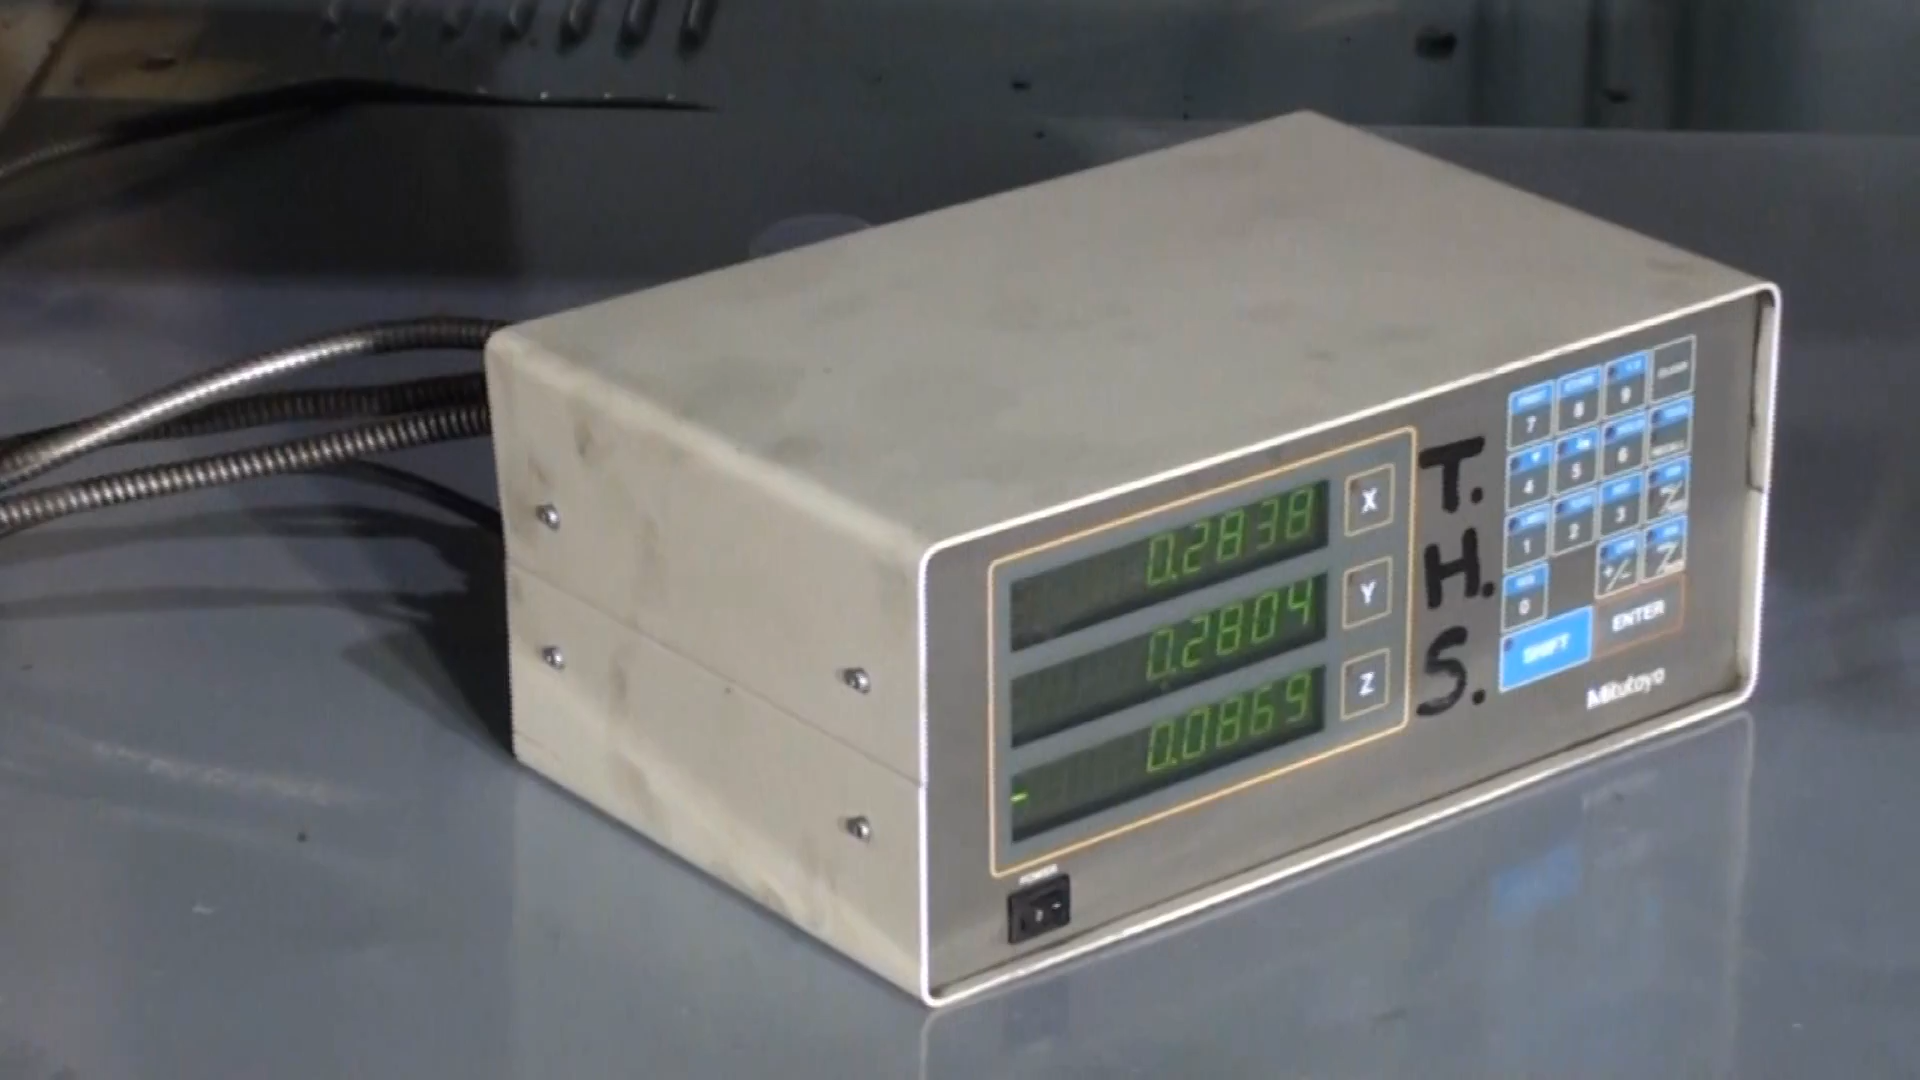 0.2838 X
0.2804 Y
-0.0869 Z
POWER
T.
H.
S.
7 8 9
4 5 6
1 2 3
0 +/-
SHIFT ENTER
Mitutoyo